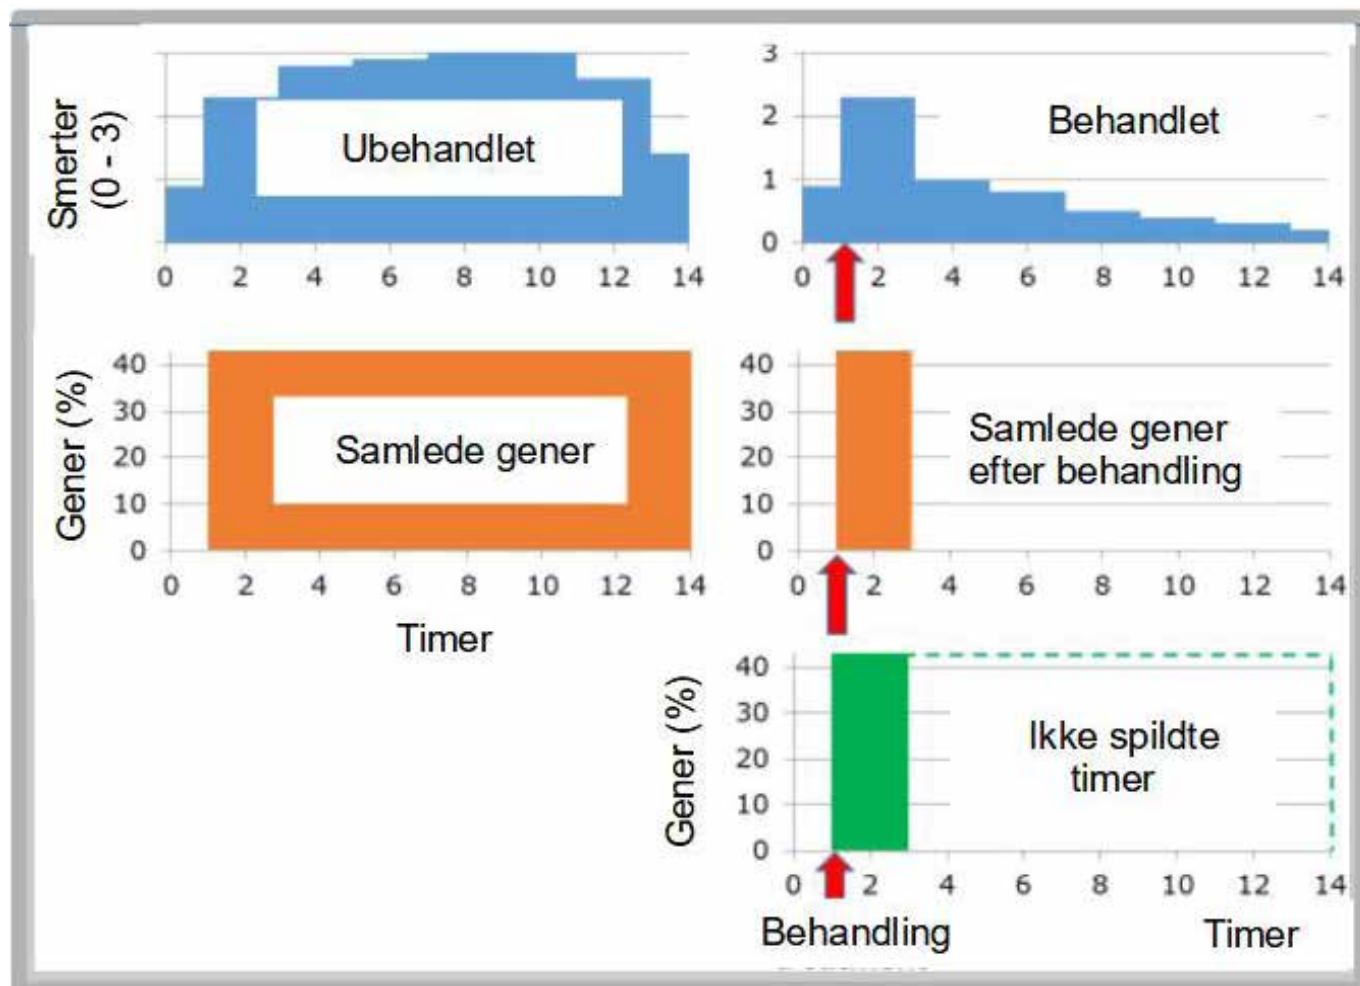 Smerter
(0 - 3)
Ubehandlet
0 2 4 6 8 10 12 14
3
2
1
0
Behandlet
0 2 4 6 8 10 12 14
Gener (%)
40
30
20
10
0
Samlede gener
0 2 4 6 8 10 12 14
Timer
40
30
20
10
0
Samlede gener
efter behandling
0 2 4 6 8 10 12 14
Gener (%)
40
30
20
10
0
Ikke spildte
timer
0 2 4 6 8 10 12 14
Behandling
Timer